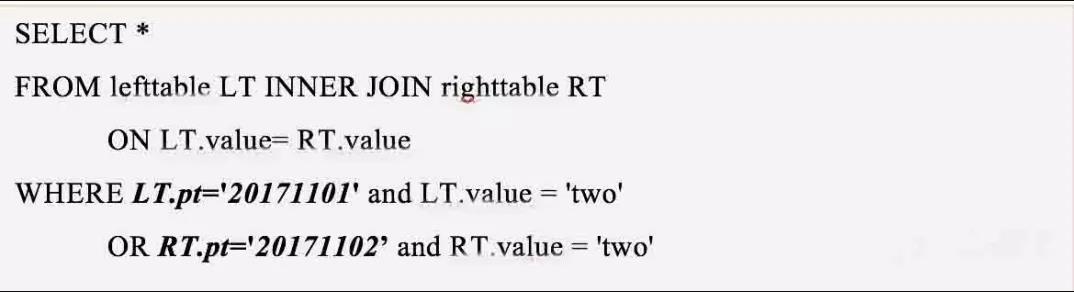 SELECT *
FROM lefttable LT INNER JOIN righttable RT
ON LT.value= RT.value
WHERE LT.pt='20171101' and LT.value = 'two'
OR RT.pt='20171102’ and RT.value = 'two'